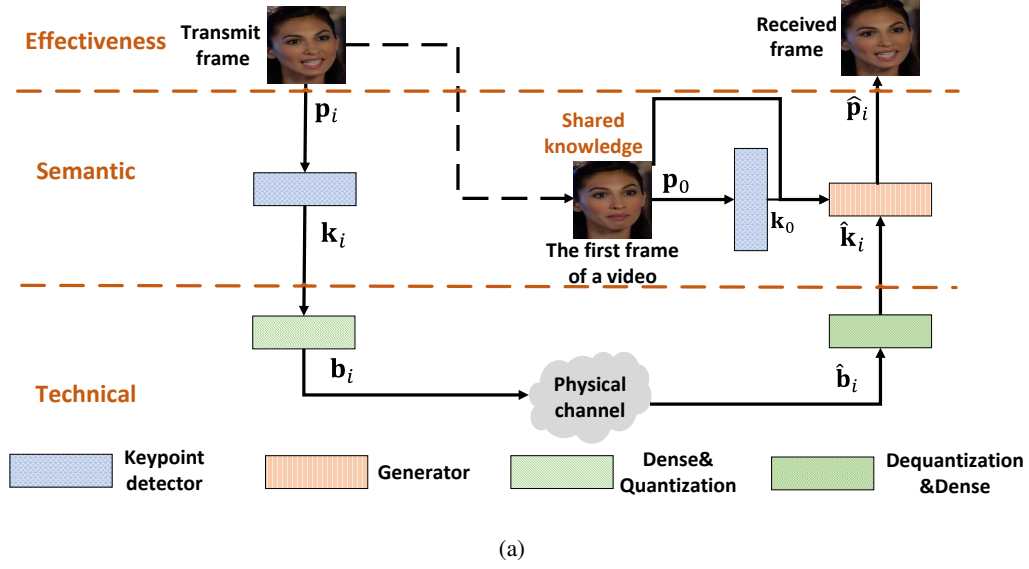 Effectiveness
Transmit
frame
Received
frame
𝐩𝑖
𝐩̂𝑖
Semantic
Shared
knowledge
𝐩0
𝐤0
𝐤𝑖
𝐤̂𝑖
The first frame
of a video
Technical
𝐛𝑖
Physical
channel
𝐛̂𝑖
Keypoint
detector
Generator
Dense&
Quantization
Dequantization
&Dense
(a)